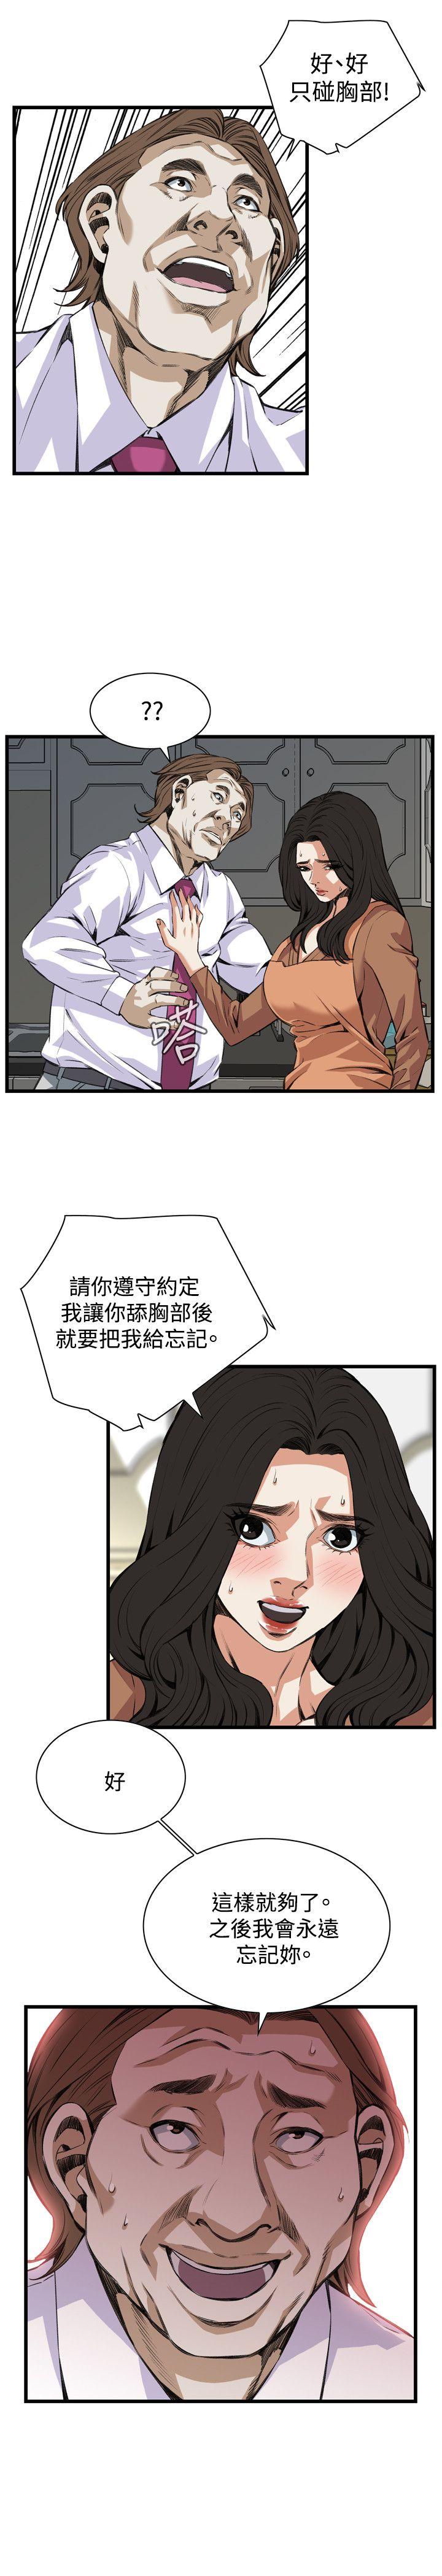 好、好
只碰胸部!
??
嗒
請你遵守約定
我讓你舔胸部後
就要把我給忘記。
好
這樣就夠了。
之後我會永遠
忘記妳。